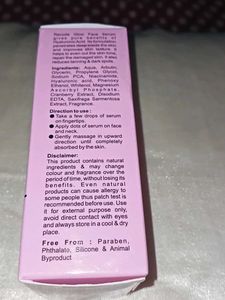 Recode Glow Face Serum
gives pure benefits of
Hyaluronic Acid. Its formulation
penetrates deep into the skin
and improves skin texture. It
helps to even out the skin tone,
repair the damaged skin. It also
reduces tanning & dark spots.
Ingredients: Aqua, Arbutin,
Glycerin, Propylene Glycol,
Sodium PCA, Niacinamide,
Hyaluronic acid, Phenoxy
Ethanol, Whitenol, Magnesium
Ascorbyl Phosphate,
Cranberry Extract, Disodium
EDTA, Saxifraga Sarmentosa
Extract, Fragrance.
Direction to use :
● Take a few drops of serum
on fingertips.
● Apply dots of serum on face
and neck.
● Gently massage in upward
direction until completely
absorbed by the skin.
Disclaimer:
This product contains natural
ingredients & may change
colour and fragrance over the
period of time, without losing its
benefits. Even natural
products can cause allergy to
some people thus patch test is
recommended before use. Use
it for external purpose only,
avoid direct contact with eyes
and always store in a cool & dry
place.
Free From : Paraben,
Phthalate, Silicone & Animal
Byproduct